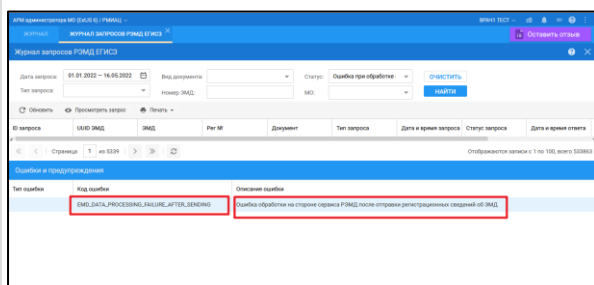 АРМ администратора МО (ExtJS 6) / РМИАЦ
ВРАЧ1 ТЕСТ
ЖУРНАЛ ЖУРНАЛ ЗАПРОСОВ РЭМД ЕГИСЗ
Оставить отзыв
Журнал запросов РЭМД ЕГИСЗ
Дата запроса: 01.01.2022 – 16.05.2022 Вид документа: Статус: Ошибка при обработке ОЧИСТИТЬ
Тип запроса: Номер ЭМД: МО: НАЙТИ
Обновить Просмотреть запрос Печать
ID запроса UUID ЭМД ЭМД Рег № Документ Тип запроса Дата и время запроса Статус запроса Дата и время ответа
Страница 1 из 5339 Отображаются записи с 1 по 100, всего 533863
Ошибки и предупреждения
Тип ошибки Код ошибки Описание ошибки
EMD_DATA_PROCESSING_FAILURE_AFTER_SENDING Ошибка обработки на стороне сервиса РЭМД после отправки регистрационных сведений об ЭМД